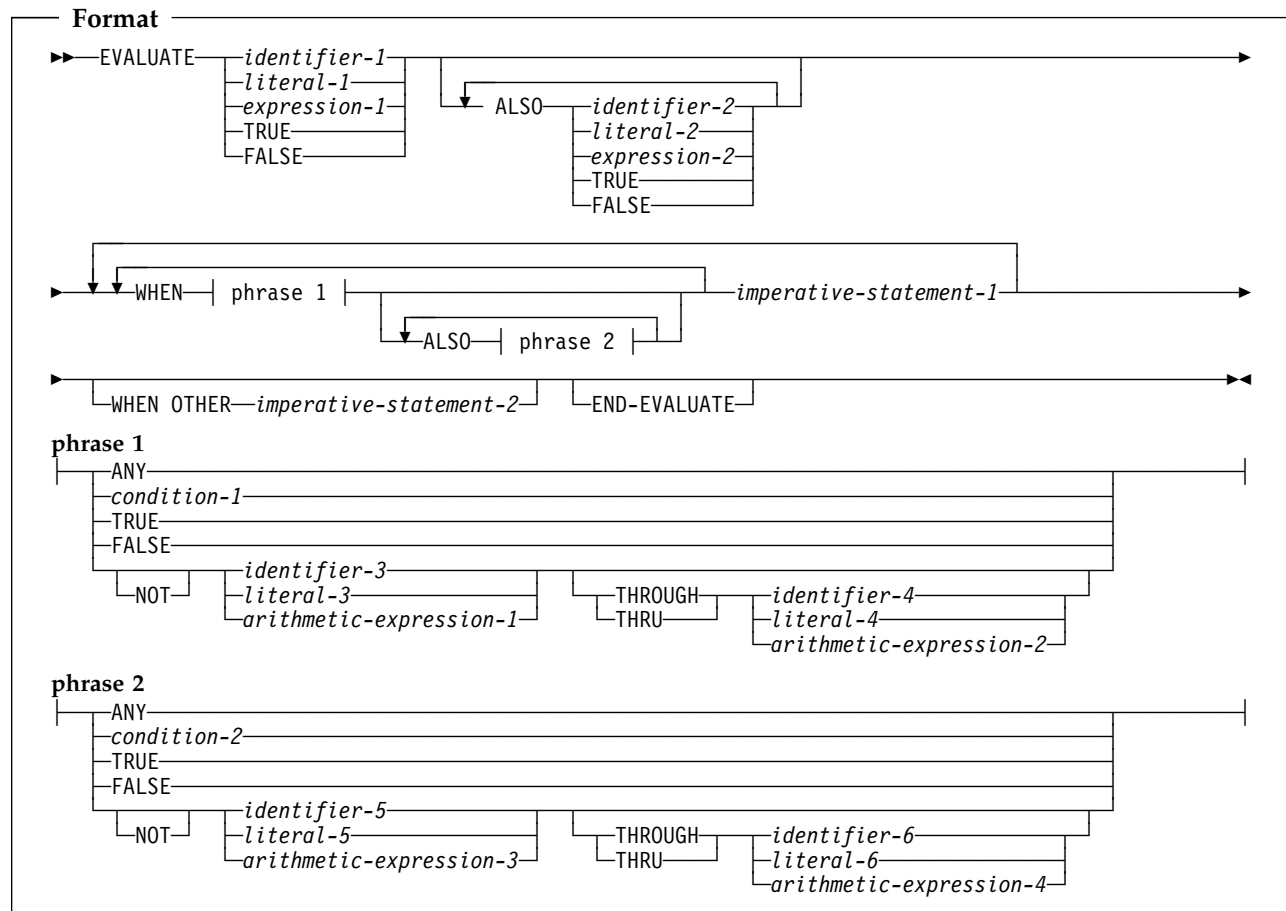 Format
EVALUATE identifier-1
literal-1
expression-1
TRUE
FALSE
ALSO identifier-2
literal-2
expression-2
TRUE
FALSE
WHEN phrase 1 imperative-statement-1
ALSO phrase 2
WHEN OTHER imperative-statement-2 END-EVALUATE
phrase 1
ANY
condition-1
TRUE
FALSE
NOT identifier-3
literal-3
arithmetic-expression-1
THROUGH identifier-4
THRU literal-4
arithmetic-expression-2
phrase 2
ANY
condition-2
TRUE
FALSE
NOT identifier-5
literal-5
arithmetic-expression-3
THROUGH identifier-6
THRU literal-6
arithmetic-expression-4